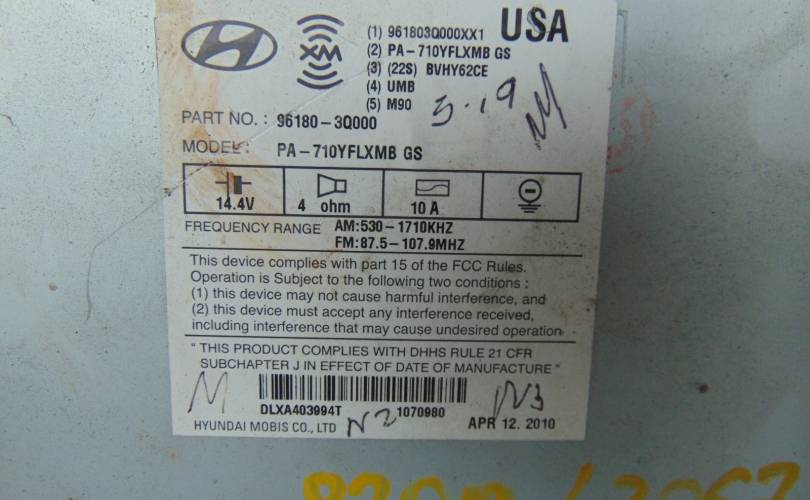 USA
XM
(1) 961803Q000XX1
(2) PA-710YFLXMB GS
(3) (22S) BVHY62CE
(4) UMB
(5) M90
5-19
M
PART NO. : 96180-3Q000
MODEL: PA-710YFLXMB GS
14.4V 4 ohm 10 A
FREQUENCY RANGE AM:530-1710KHZ
FM:87.5-107.9MHZ
This device complies with part 15 of the FCC Rules.
Operation is Subject to the following two conditions :
(1) this device may not cause harmful interference, and
(2) this device must accept any interference received,
including interference that may cause undesired operation
" THIS PRODUCT COMPLIES WITH DHHS RULE 21 CFR
SUBCHAPTER J IN EFFECT OF DATE OF MANUFACTURE "
M
DLXA403994T 1070980
HYUNDAI MOBIS CO., LTD N2 APR 12. 2010